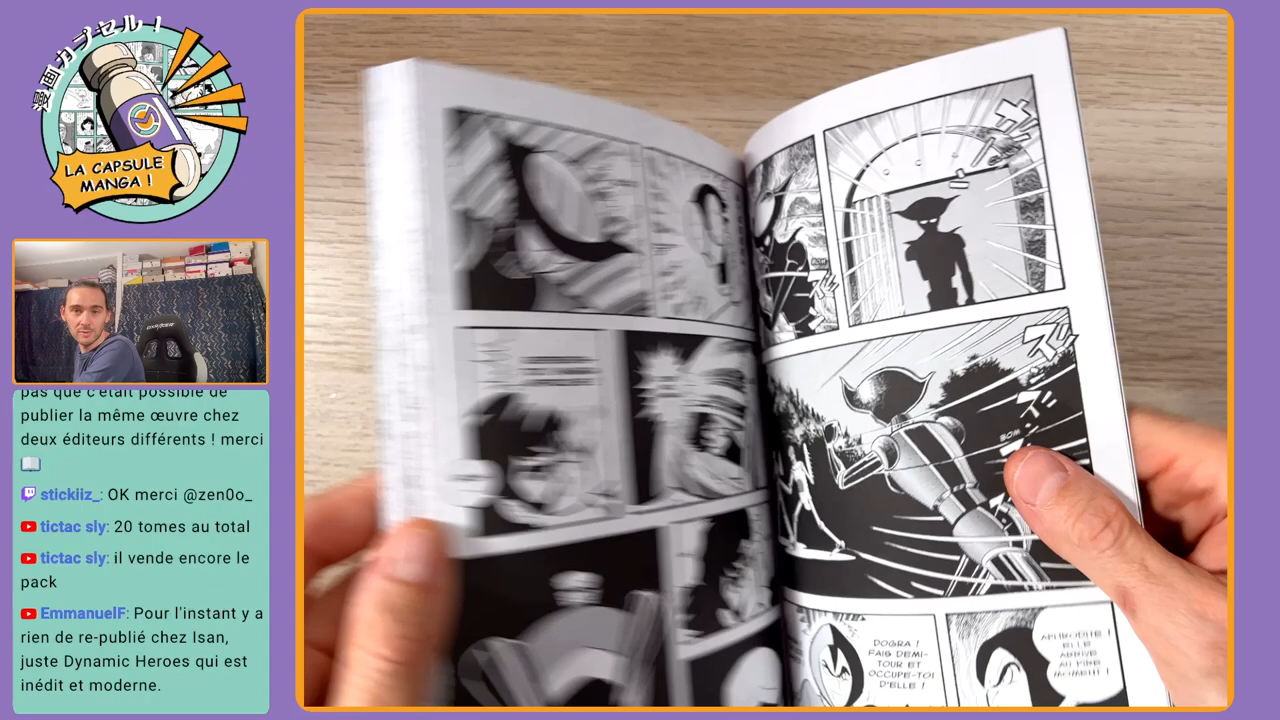 漫画カプセル!
LA CAPSULE
MANGA !
pas que c'était possible de
publier la même œuvre chez
deux éditeurs différents ! merci
stickiiz_: OK merci @zen0o_
tictac sly: 20 tomes au total
tictac sly: il vende encore le
pack
EmmanuelF: Pour l'instant y a
rien de re-publié chez Isan,
juste Dynamic Heroes qui est
inédit et moderne.
BOM
DOGRA !
FAIS DEMI-
TOUR ET
OCCUPE-TOI
D'ELLE !
APHRODITE !
ELLE
ARRIVE
AU PIRE
MOMENT !